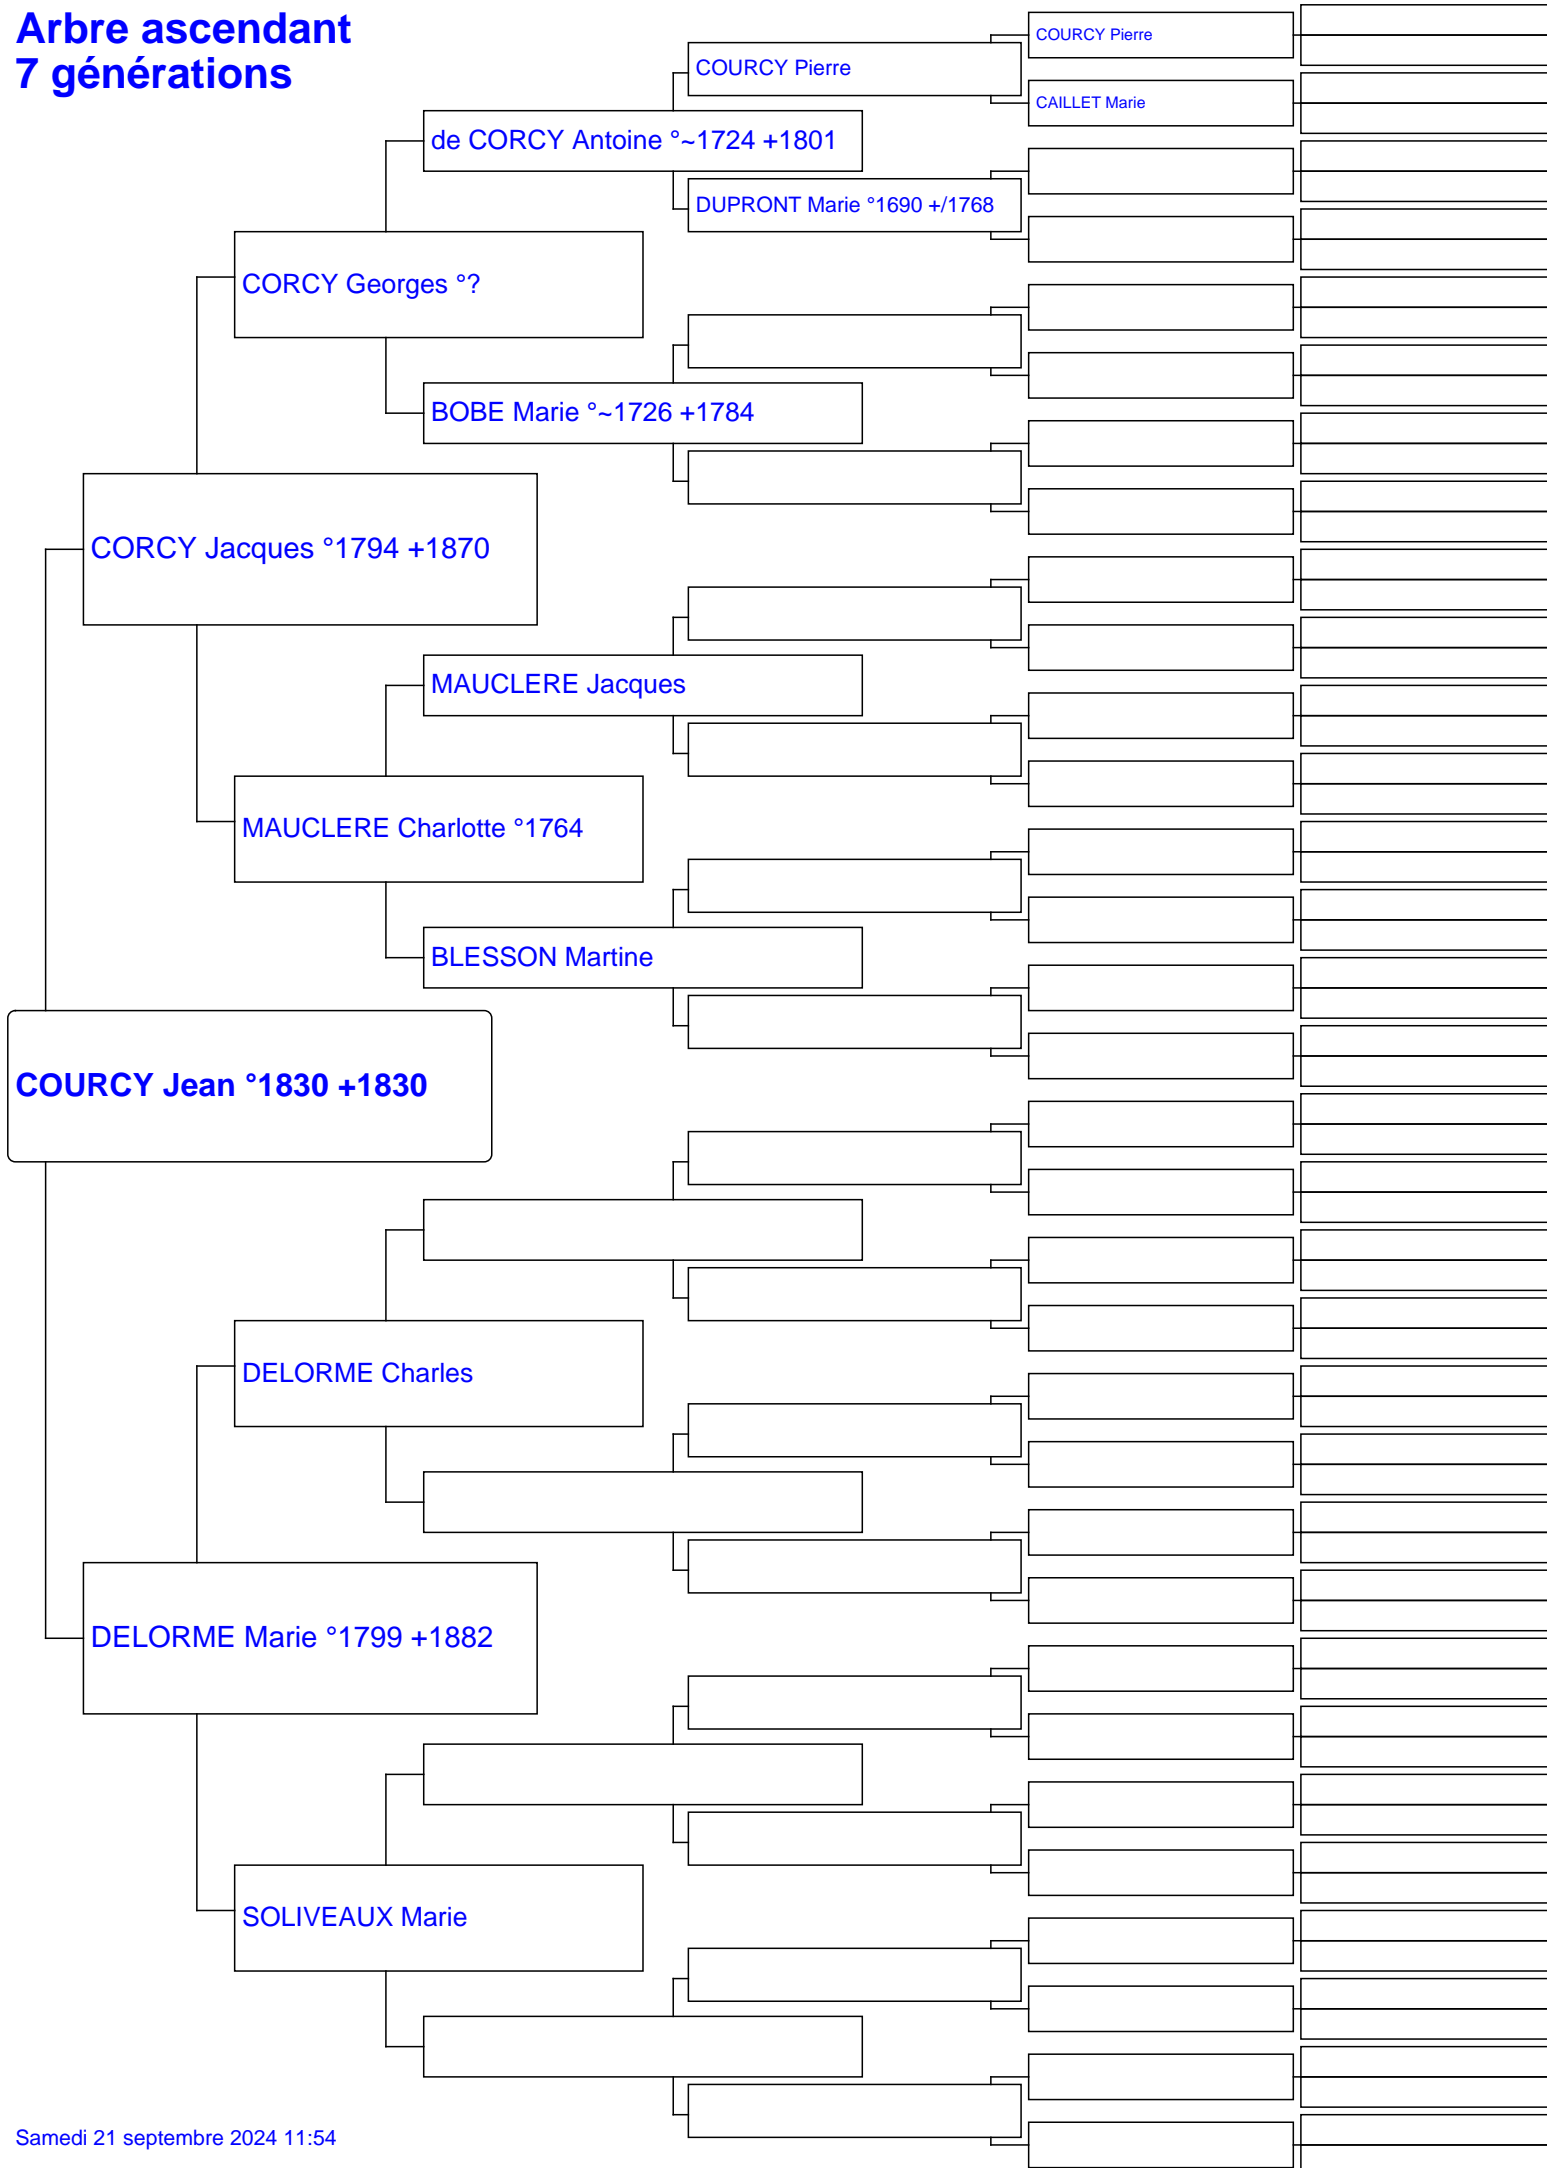 Arbre ascendant
7 générations
COURCY Pierre
COURCY Pierre
CAILLET Marie
de CORCY Antoine °~1724 +1801
DUPRONT Marie °1690 +/1768
CORCY Georges °?
BOBE Marie °~1726 +1784
CORCY Jacques °1794 +1870
MAUCLERE Jacques
MAUCLERE Charlotte °1764
BLESSON Martine
COURCY Jean °1830 +1830
DELORME Charles
DELORME Marie °1799 +1882
SOLIVEAUX Marie
Samedi 21 septembre 2024 11:54